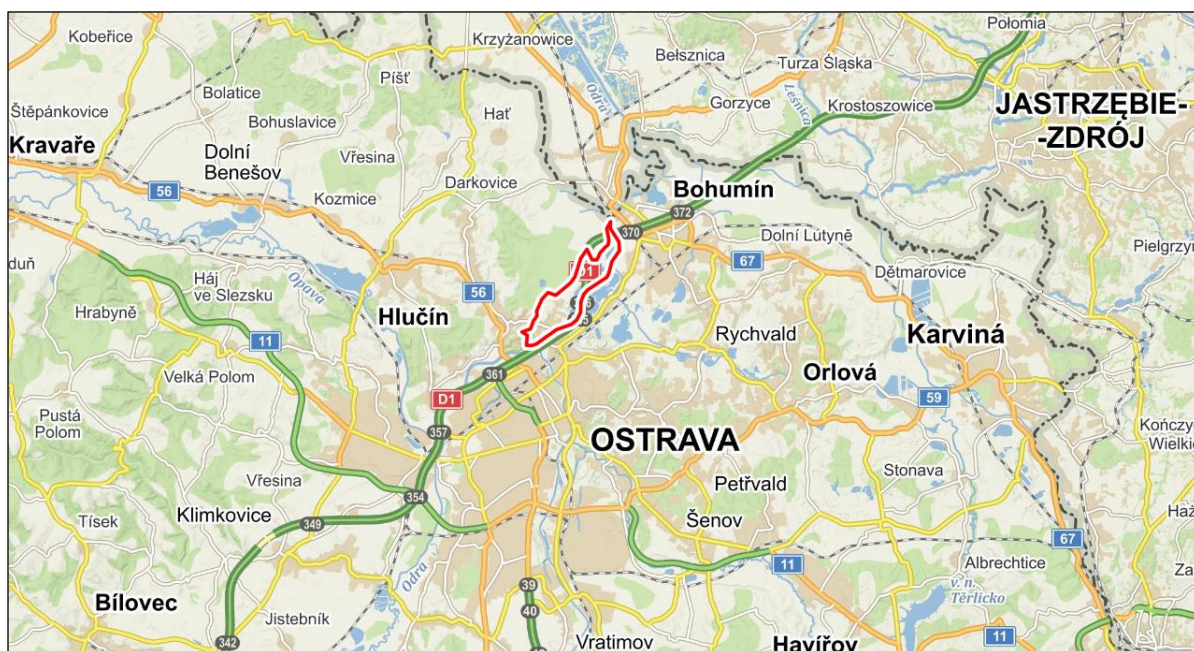 Kobeřice
Krzyżanowice
Połomia
Bełsznica
Píšť
Turza Śląska
Bolatice
Odra
Leśnica
Štěpánkovice
Hať
Gorzyce
Krostoszowice
JASTRZĘBIE-
-ZDRÓJ
Bohuslavice
Kravaře
Dolní
Benešov
Vřesina
Darkovice
Bohumín
56
Kozmice
372
370
Dolní Lutyně
67
Dětmarovice
D1
Háj
ve Slezsku
Opava
56
Hrabyně
Hlučín
11
Rychvald
Karviná
Velká Polom
361
Orlová
D1
59
Pustá
Polom
357
OSTRAVA
Stonava
Vřesina
Petřvald
354
Tísek
Klimkovice
349
Šenov
67
11
Albrechtice
Odra
39
v. n.
Těrlicko
Bílovec
40
Jistebník
342
Vratimov
Havířov
11